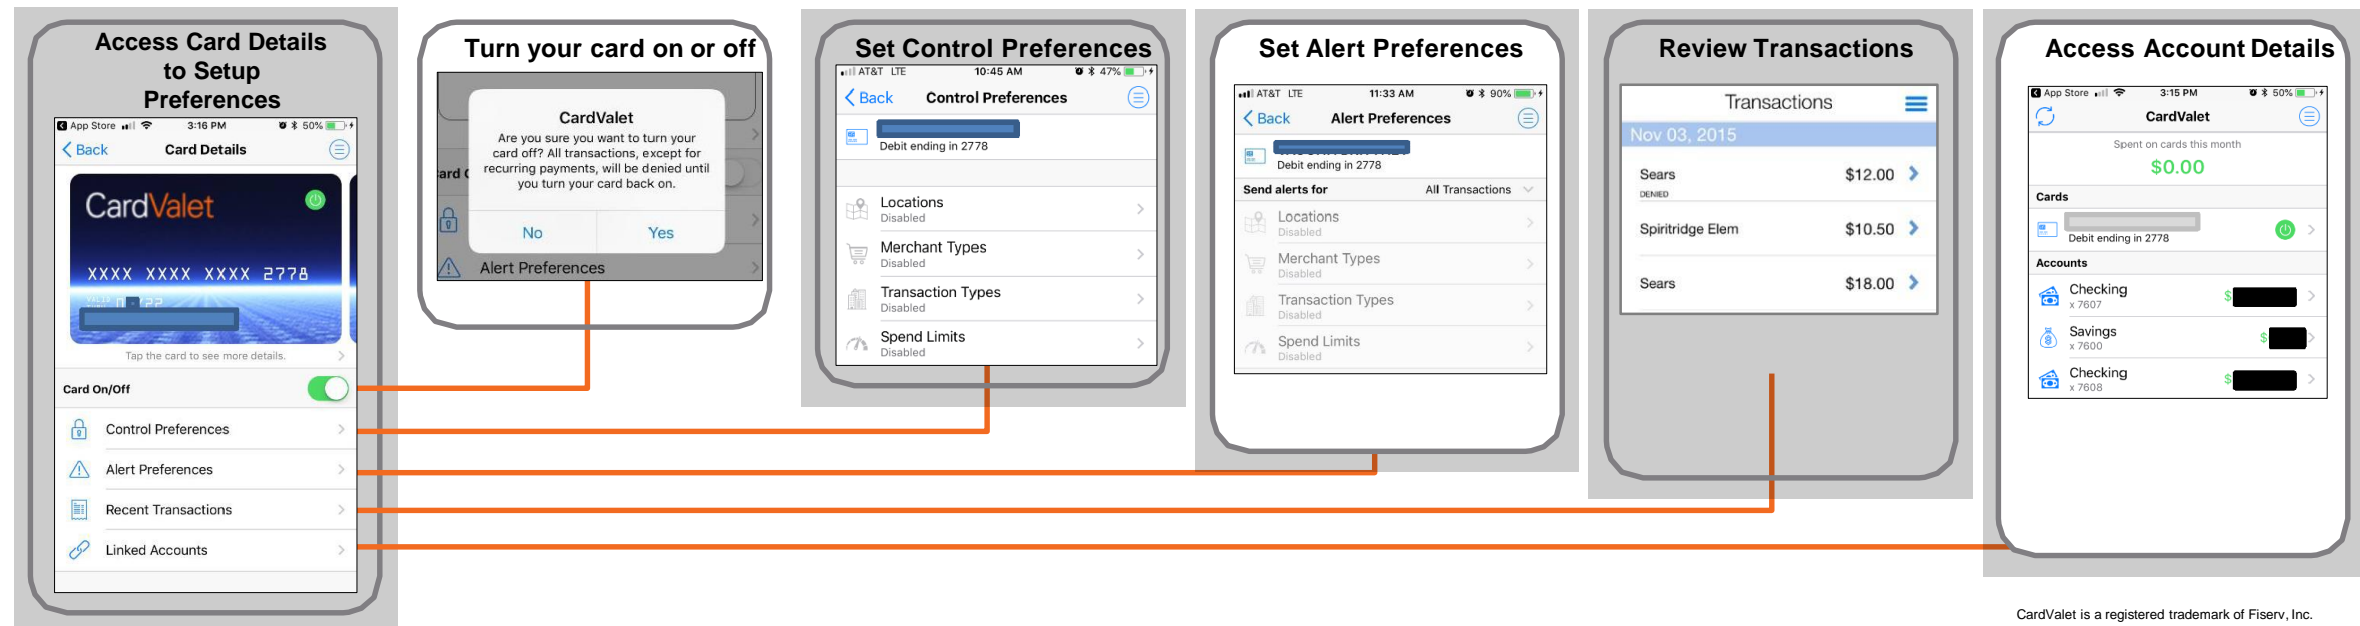 Access Card Details
to Setup
Preferences
App Store 3:16 PM 50%
Back Card Details
CardValet
XXXX XXXX XXXX 2778
Tap the card to see more details.
Card On/Off
Control Preferences
Alert Preferences
Recent Transactions
Linked Accounts
Turn your card on or off
CardValet
Are you sure you want to turn your
card off? All transactions, except for
recurring payments, will be denied until
you turn your card back on.
No Yes
Alert Preferences
Set Control Preferences
AT&T LTE 10:45 AM 47%
Back Control Preferences
Debit ending in 2778
Locations
Disabled
Merchant Types
Disabled
Transaction Types
Disabled
Spend Limits
Disabled
Set Alert Preferences
AT&T LTE 11:33 AM 90%
Back Alert Preferences
Debit ending in 2778
Send alerts for All Transactions
Locations
Disabled
Merchant Types
Disabled
Transaction Types
Disabled
Spend Limits
Disabled
Review Transactions
Transactions
Nov 03, 2015
Sears $12.00
DENIED
Spiritridge Elem $10.50
Sears $18.00
Access Account Details
App Store 3:15 PM 50%
CardValet
Spent on cards this month
$0.00
Cards
Debit ending in 2778
Accounts
Checking $
x 7607
Savings $
x 7600
Checking $
x 7608
CardValet is a registered trademark of Fiserv, Inc.